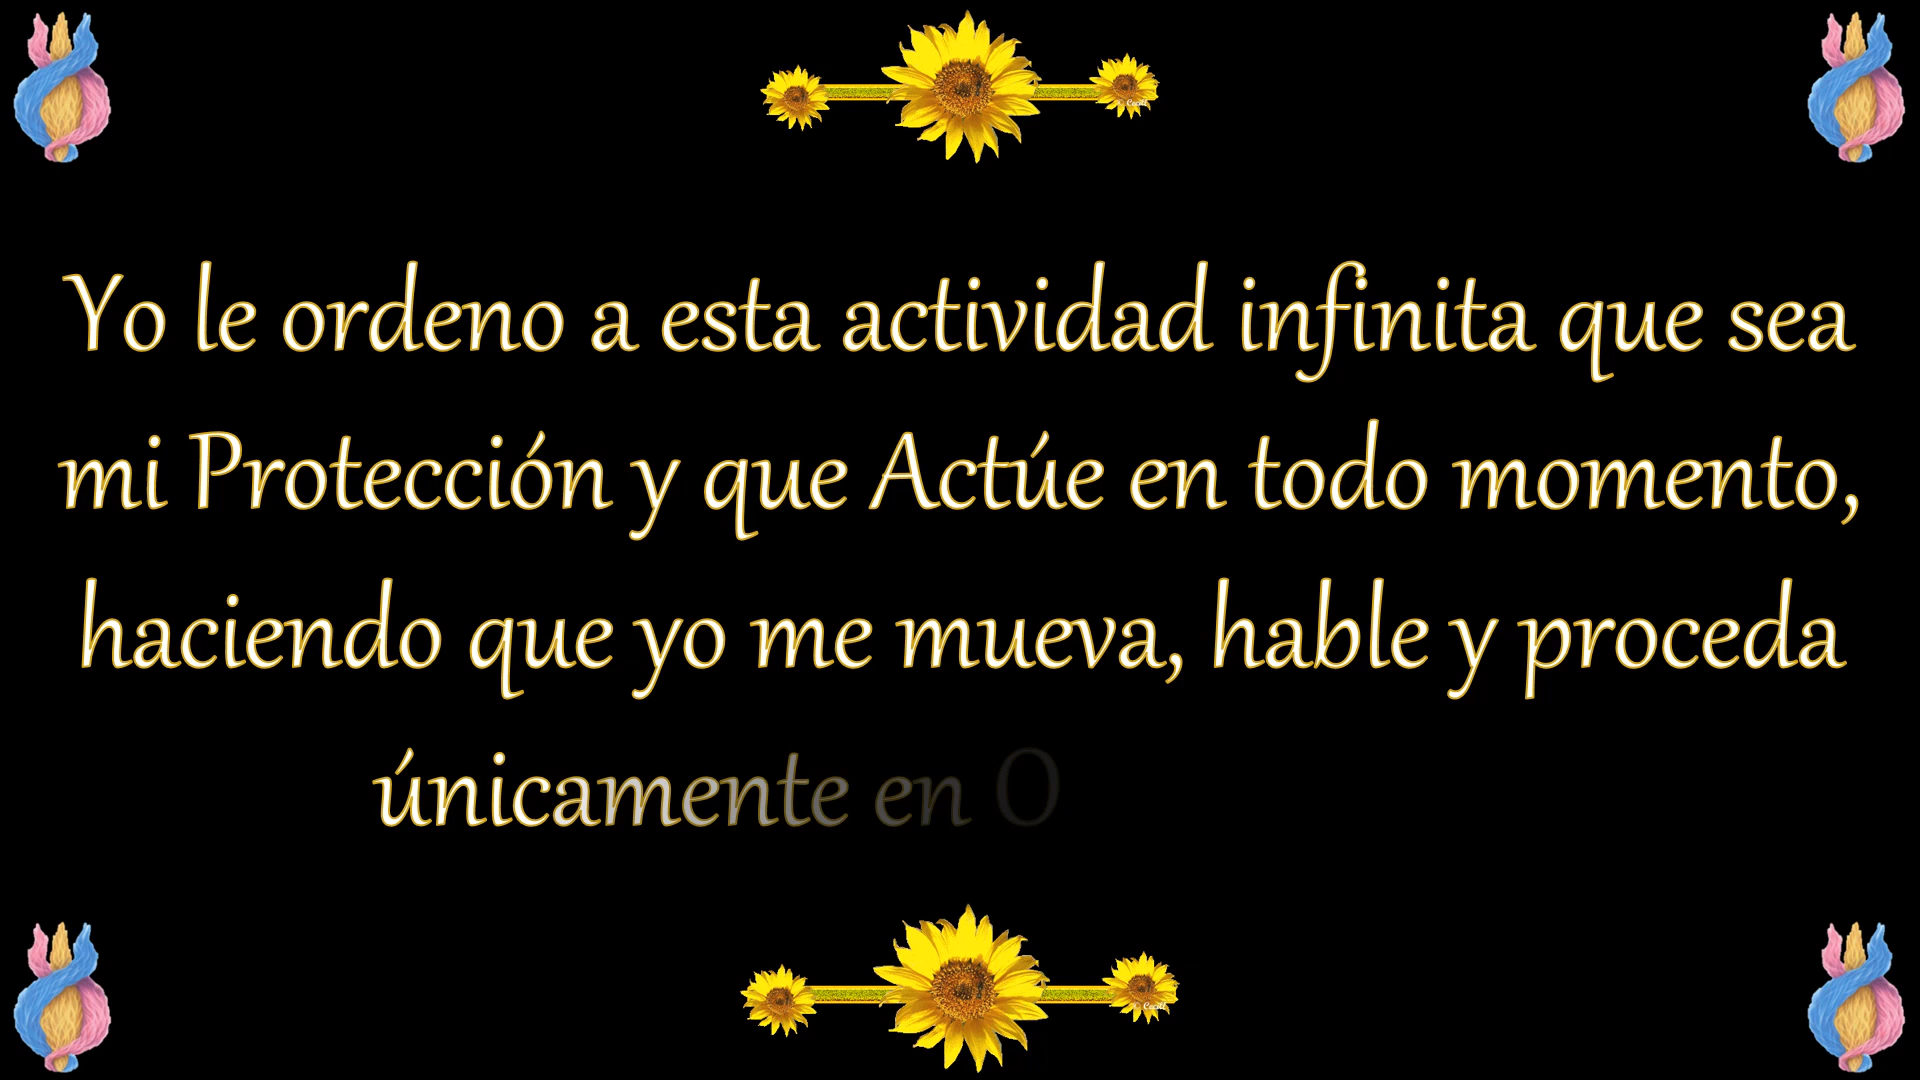 Yo le ordeno a esta actividad infinita que sea
mi Protección y que Actúe en todo momento,
haciendo que yo me mueva, hable y proceda
únicamente en O